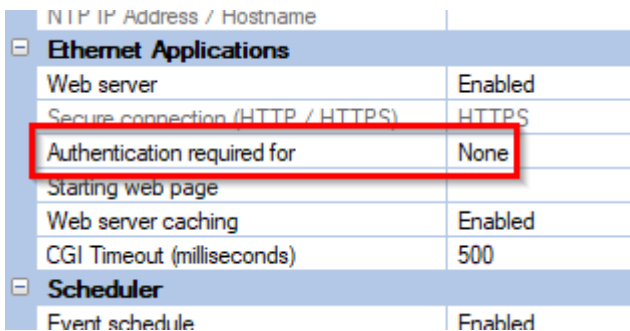 NTP IP Address / Hostname
Ethernet Applications
Web server Enabled
Secure connection (HTTP / HTTPS) HTTPS
Authentication required for None
Starting web page
Web server caching Enabled
CGI Timeout (milliseconds) 500
Scheduler
Event schedule Enabled